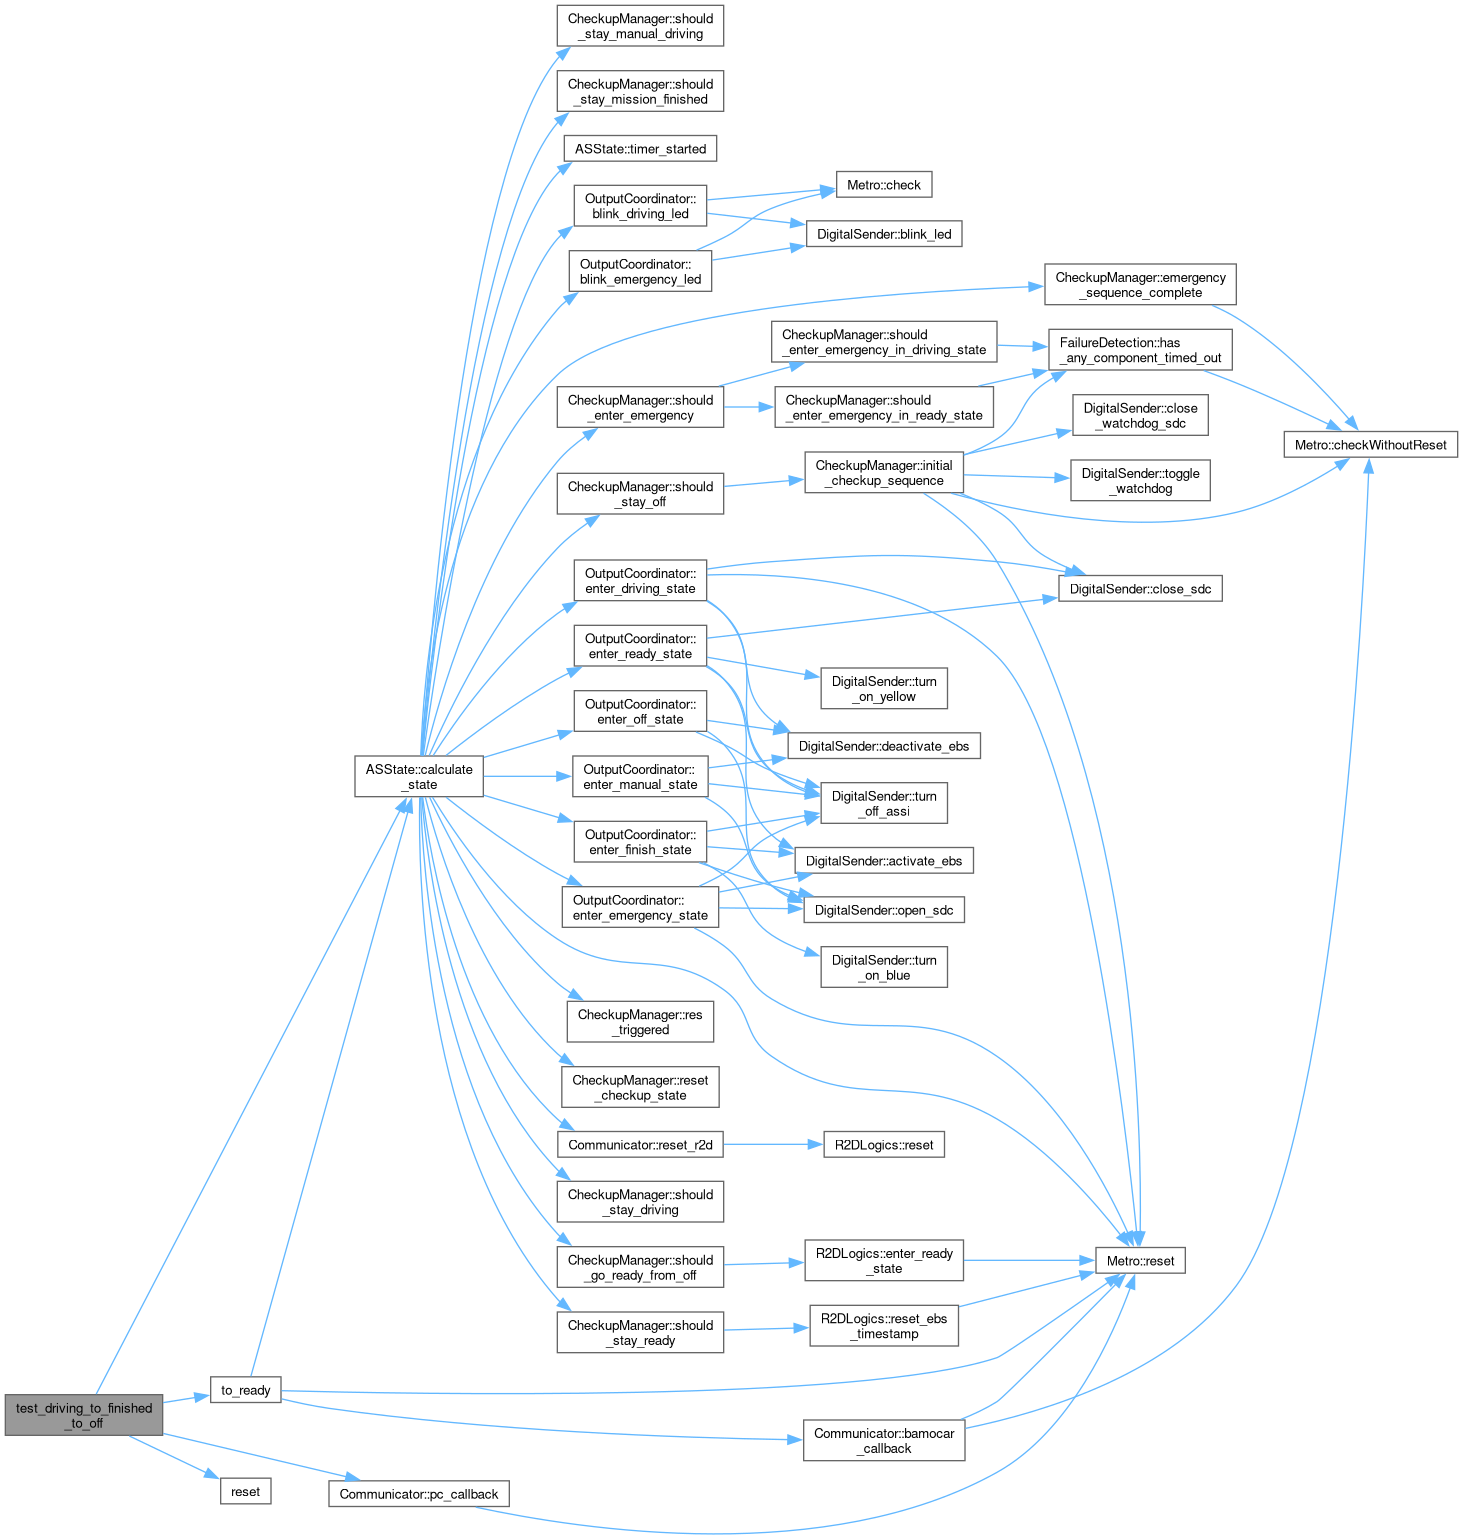 CheckupManager::should
_stay_manual_driving
CheckupManager::should
_stay_mission_finished
ASState::timer_started
OutputCoordinator::
blink_driving_led
Metro::check
DigitalSender::blink_led
OutputCoordinator::
blink_emergency_led
CheckupManager::emergency
_sequence_complete
CheckupManager::should
_enter_emergency_in_driving_state
FailureDetection::has
_any_component_timed_out
CheckupManager::should
_enter_emergency
CheckupManager::should
_enter_emergency_in_ready_state
DigitalSender::close
_watchdog_sdc
Metro::checkWithoutReset
CheckupManager::initial
_checkup_sequence
DigitalSender::toggle
_watchdog
CheckupManager::should
_stay_off
OutputCoordinator::
enter_driving_state
DigitalSender::close_sdc
OutputCoordinator::
enter_ready_state
DigitalSender::turn
_on_yellow
OutputCoordinator::
enter_off_state
DigitalSender::deactivate_ebs
ASState::calculate
_state
OutputCoordinator::
enter_manual_state
DigitalSender::turn
_off_assi
OutputCoordinator::
enter_finish_state
DigitalSender::activate_ebs
OutputCoordinator::
enter_emergency_state
DigitalSender::open_sdc
DigitalSender::turn
_on_blue
CheckupManager::res
_triggered
CheckupManager::reset
_checkup_state
Communicator::reset_r2d
R2DLogics::reset
CheckupManager::should
_stay_driving
CheckupManager::should
_go_ready_from_off
R2DLogics::enter_ready
_state
Metro::reset
CheckupManager::should
_stay_ready
R2DLogics::reset_ebs
_timestamp
to_ready
test_driving_to_finished
_to_off
Communicator::bamocar
_callback
reset
Communicator::pc_callback